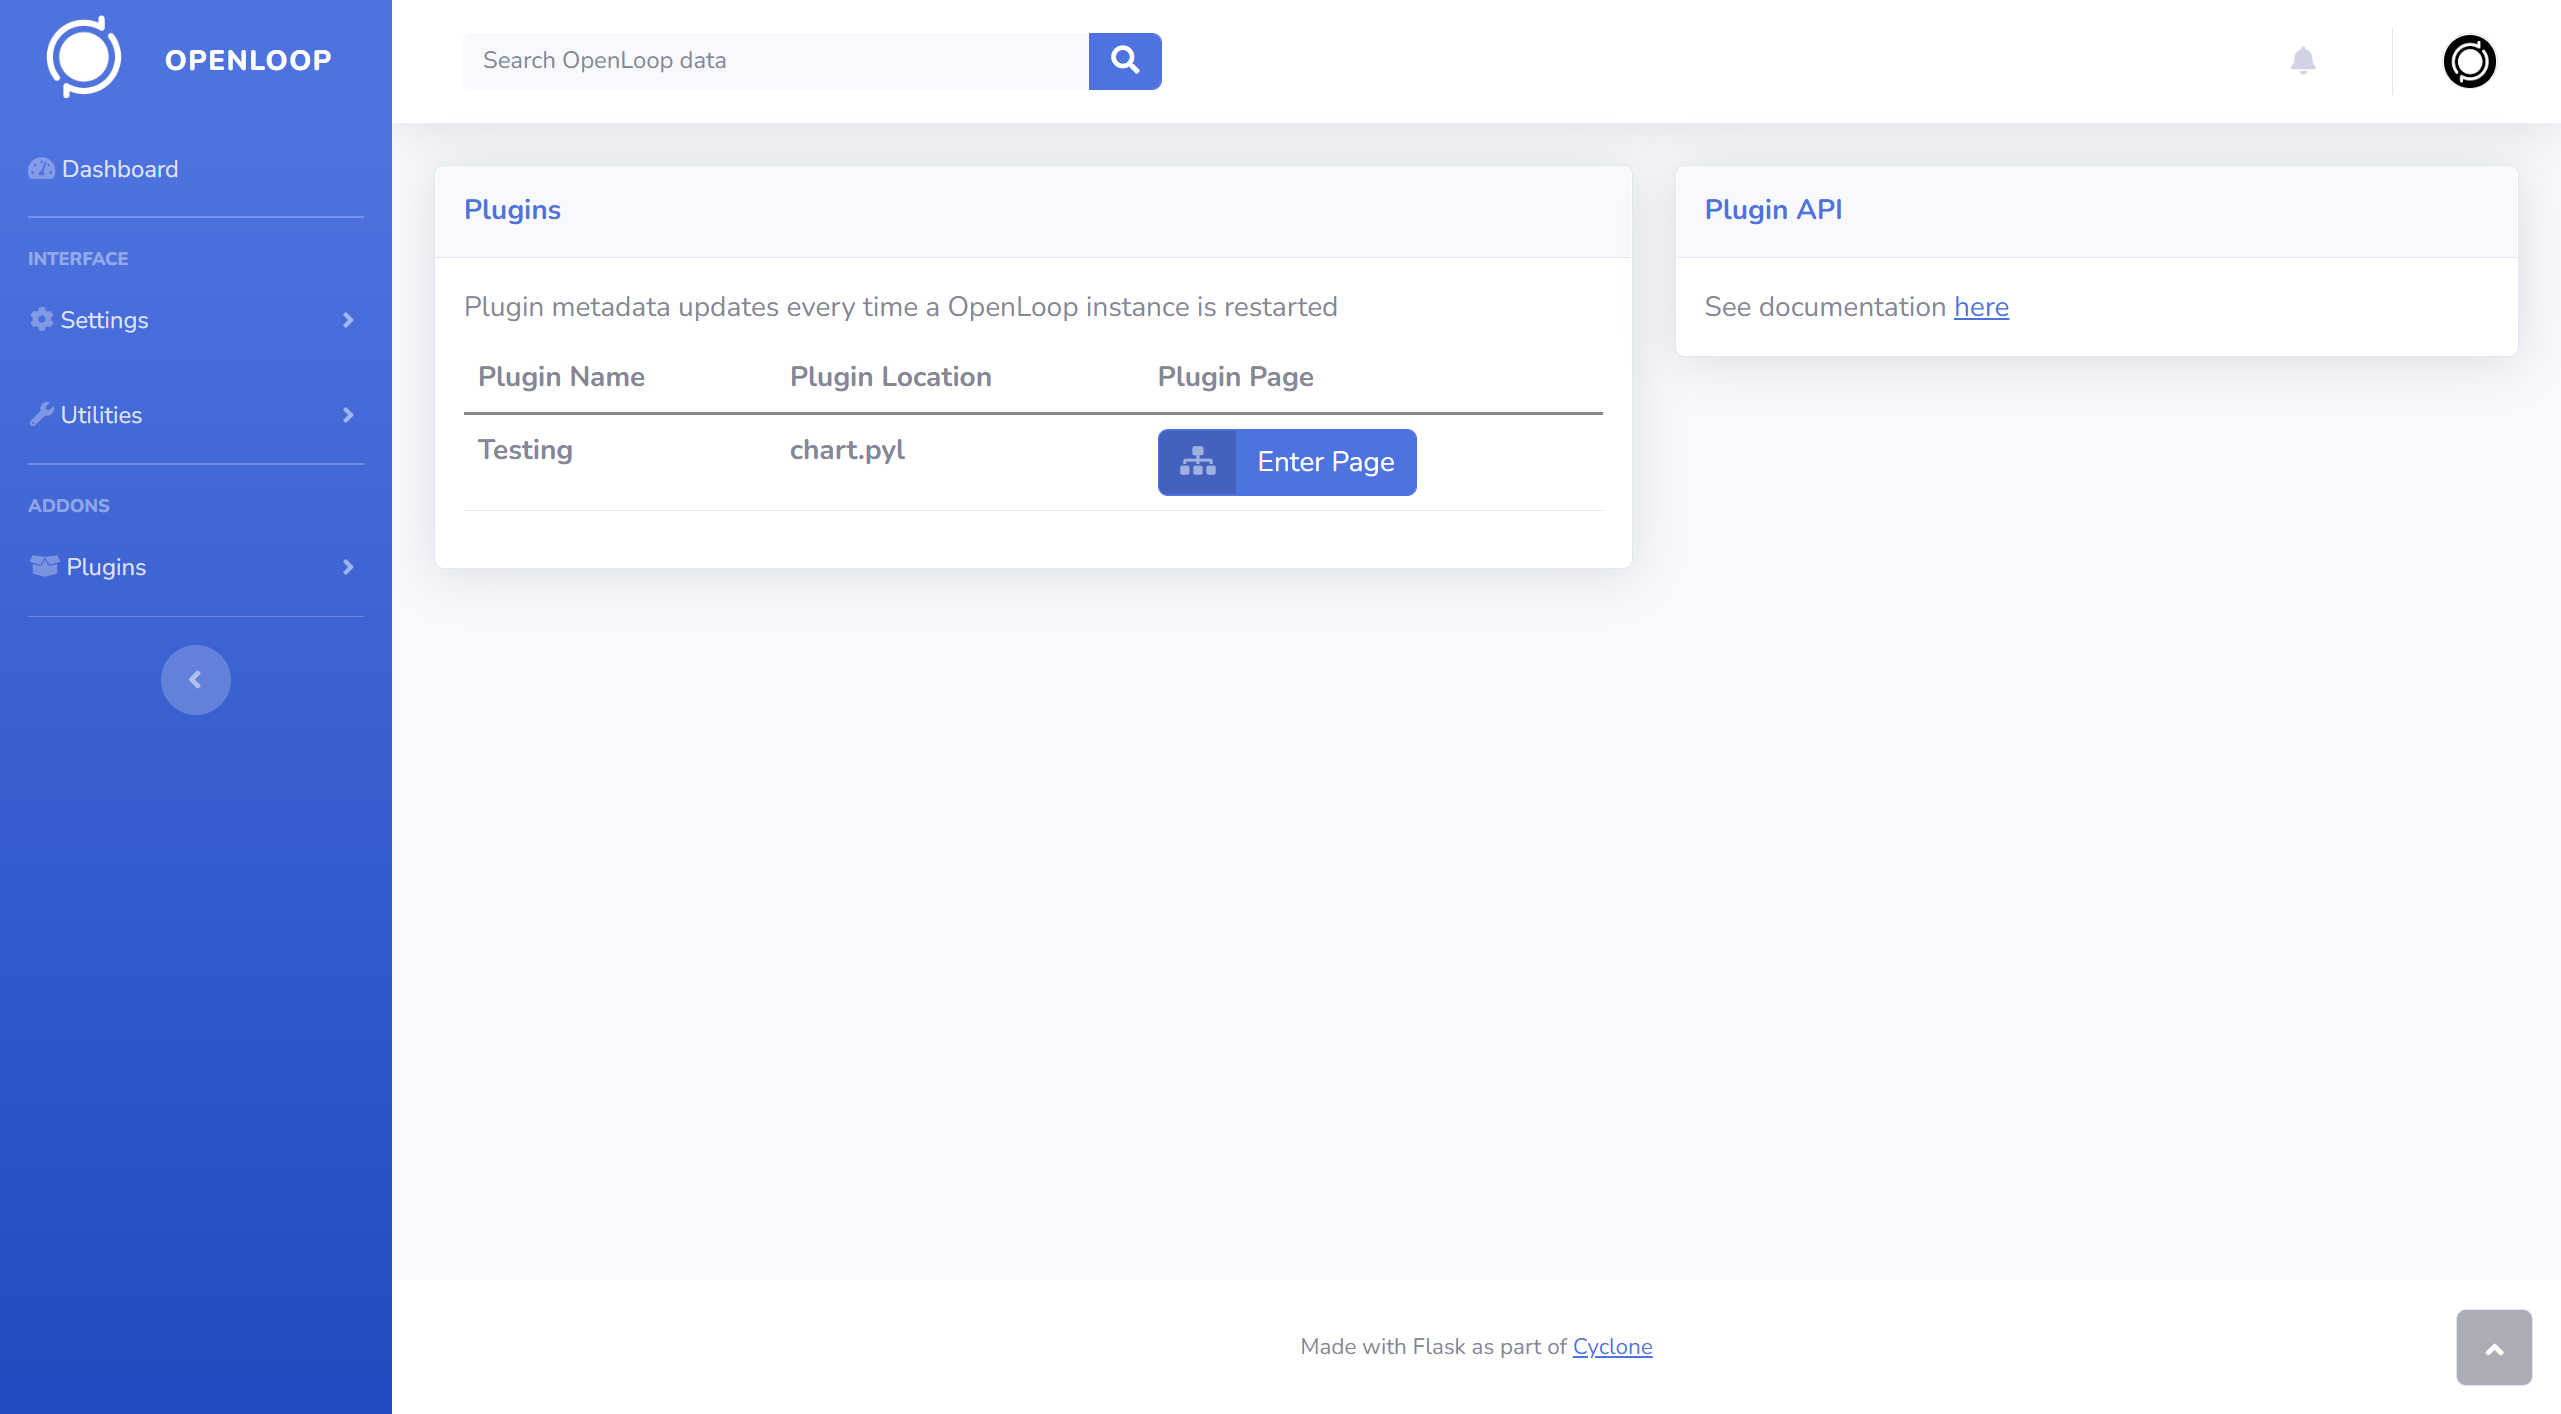 OPENLOOP
Dashboard
INTERFACE
Settings
Utilities
ADDONS
Plugins
Search OpenLoop data
Plugins
Plugin metadata updates every time a OpenLoop instance is restarted
Plugin Name Plugin Location Plugin Page
Testing chart.pyl Enter Page
Plugin API
See documentation here
Made with Flask as part of Cyclone